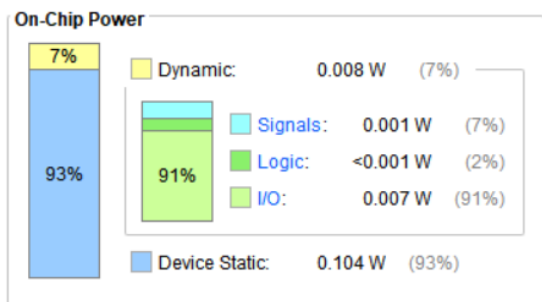 On-Chip Power
7%
Dynamic: 0.008 W (7%)
Signals: 0.001 W (7%)
93%
91%
Logic: <0.001 W (2%)
I/O: 0.007 W (91%)
Device Static: 0.104 W (93%)